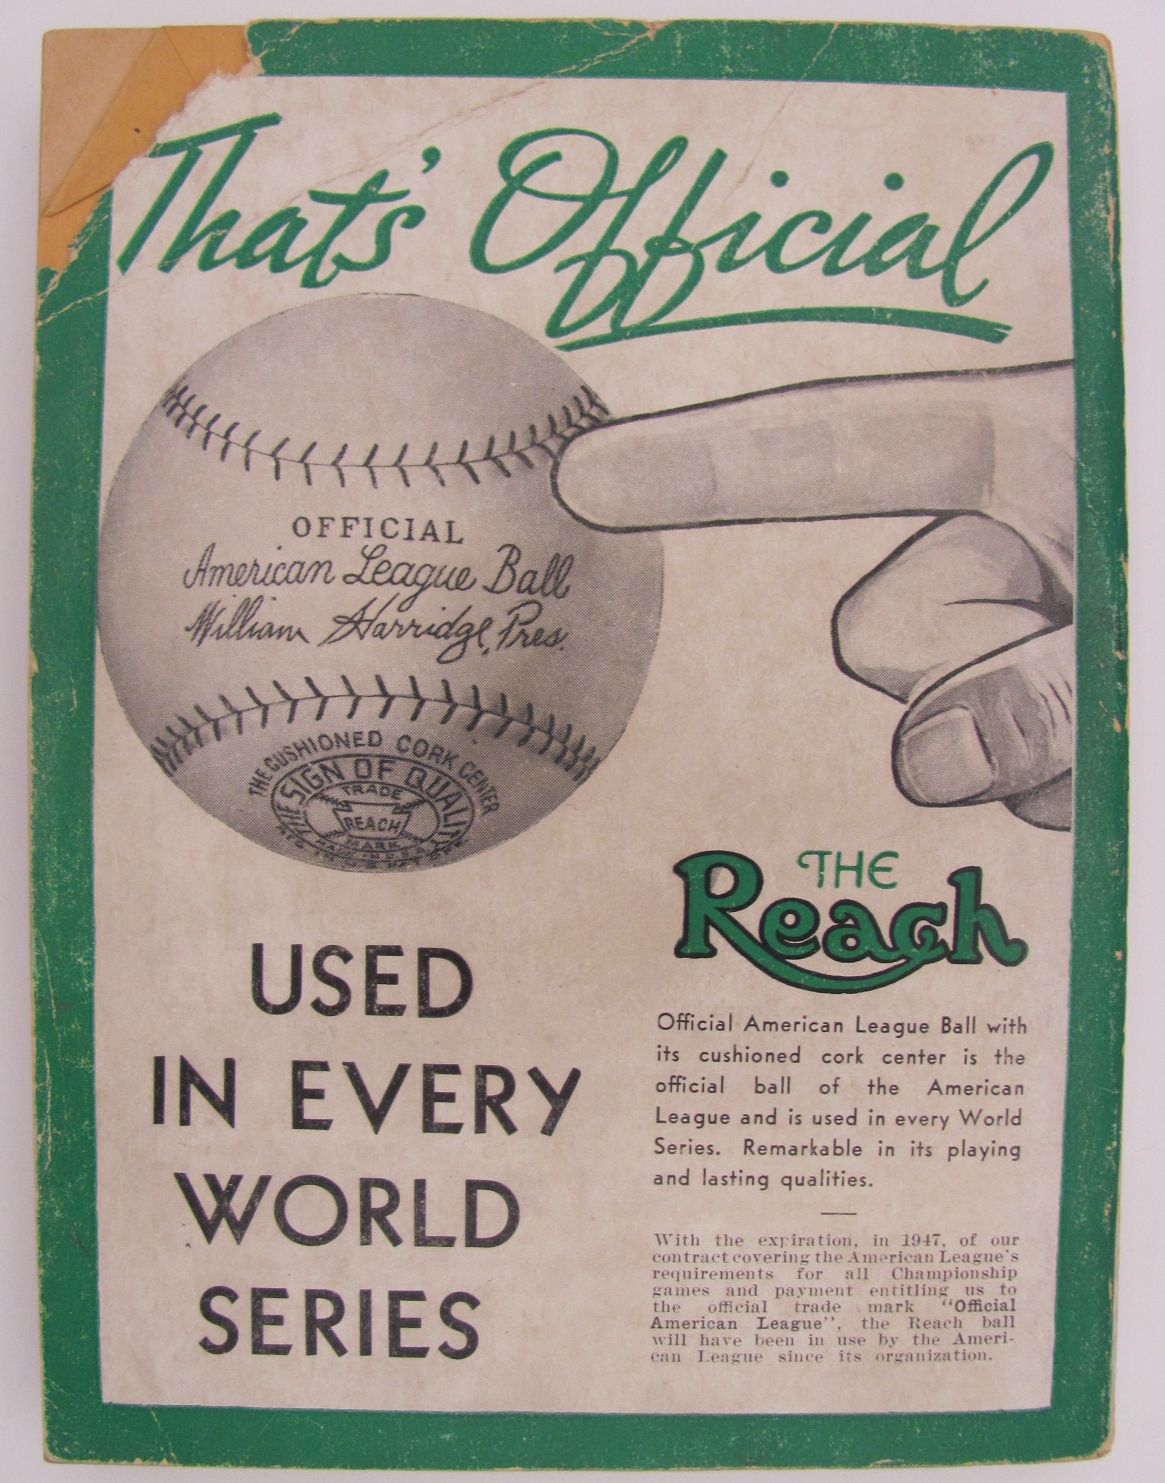 That's Official
OFFICIAL
American League Ball
William Harridge, Pres.
THE CUSHIONED CORK CENTER
THE SIGN OF QUALITY
TRADE
REACH
MARK
USED
IN EVERY
WORLD
SERIES
THE
Reach
Official American League Ball with
its cushioned cork center is the
official ball of the American
League and is used in every World
Series. Remarkable in its playing
and lasting qualities.
With the expiration, in 1947, of our
contract covering the American League's
requirements for all Championship
games and payment entitling us to
the official trade mark "Official
American League", the Reach ball
will have been in use by the Ameri-
can League since its organization.